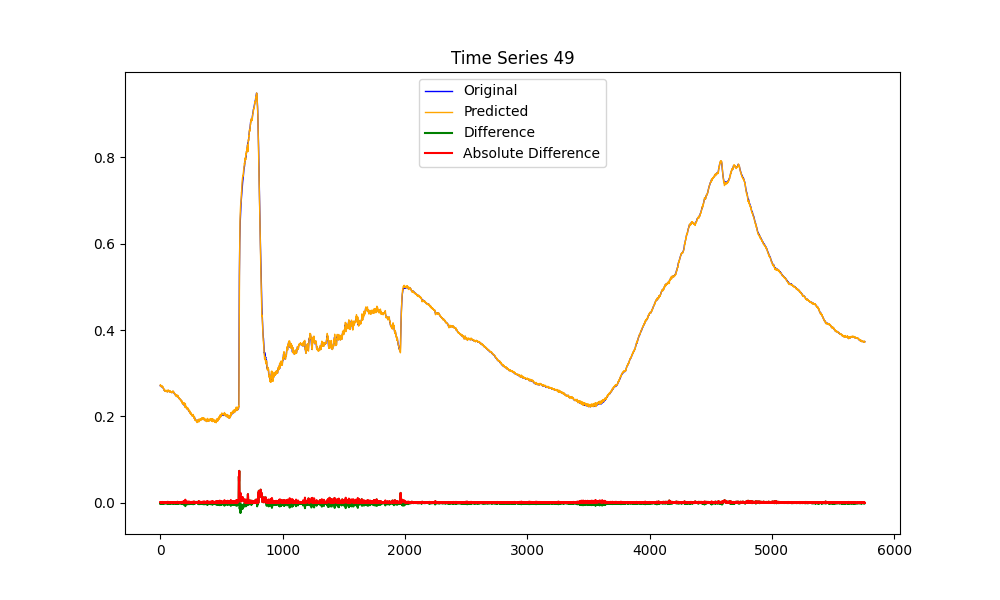 Time Series 49
Original
Predicted
Difference
Absolute Difference
0.8
0.6
0.4
0.2
0.0
0 1000 2000 3000 4000 5000 6000